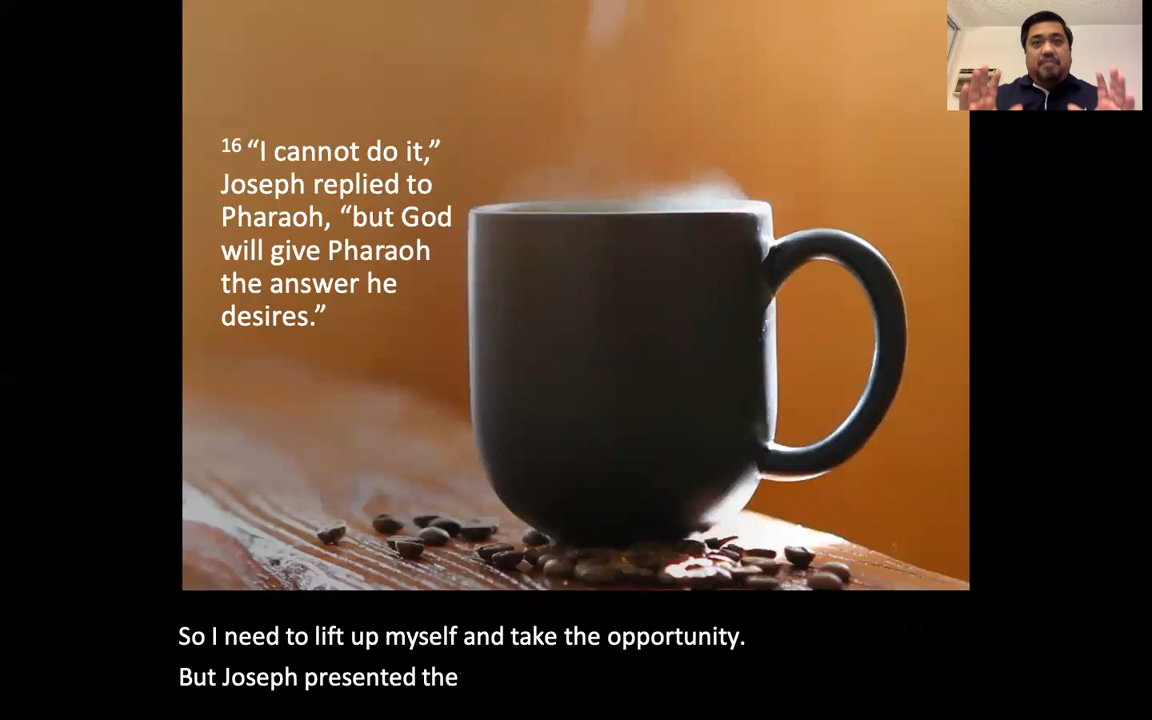 16 “I cannot do it,”
Joseph replied to
Pharaoh, “but God
will give Pharaoh
the answer he
desires.”
So I need to lift up myself and take the opportunity.
But Joseph presented the